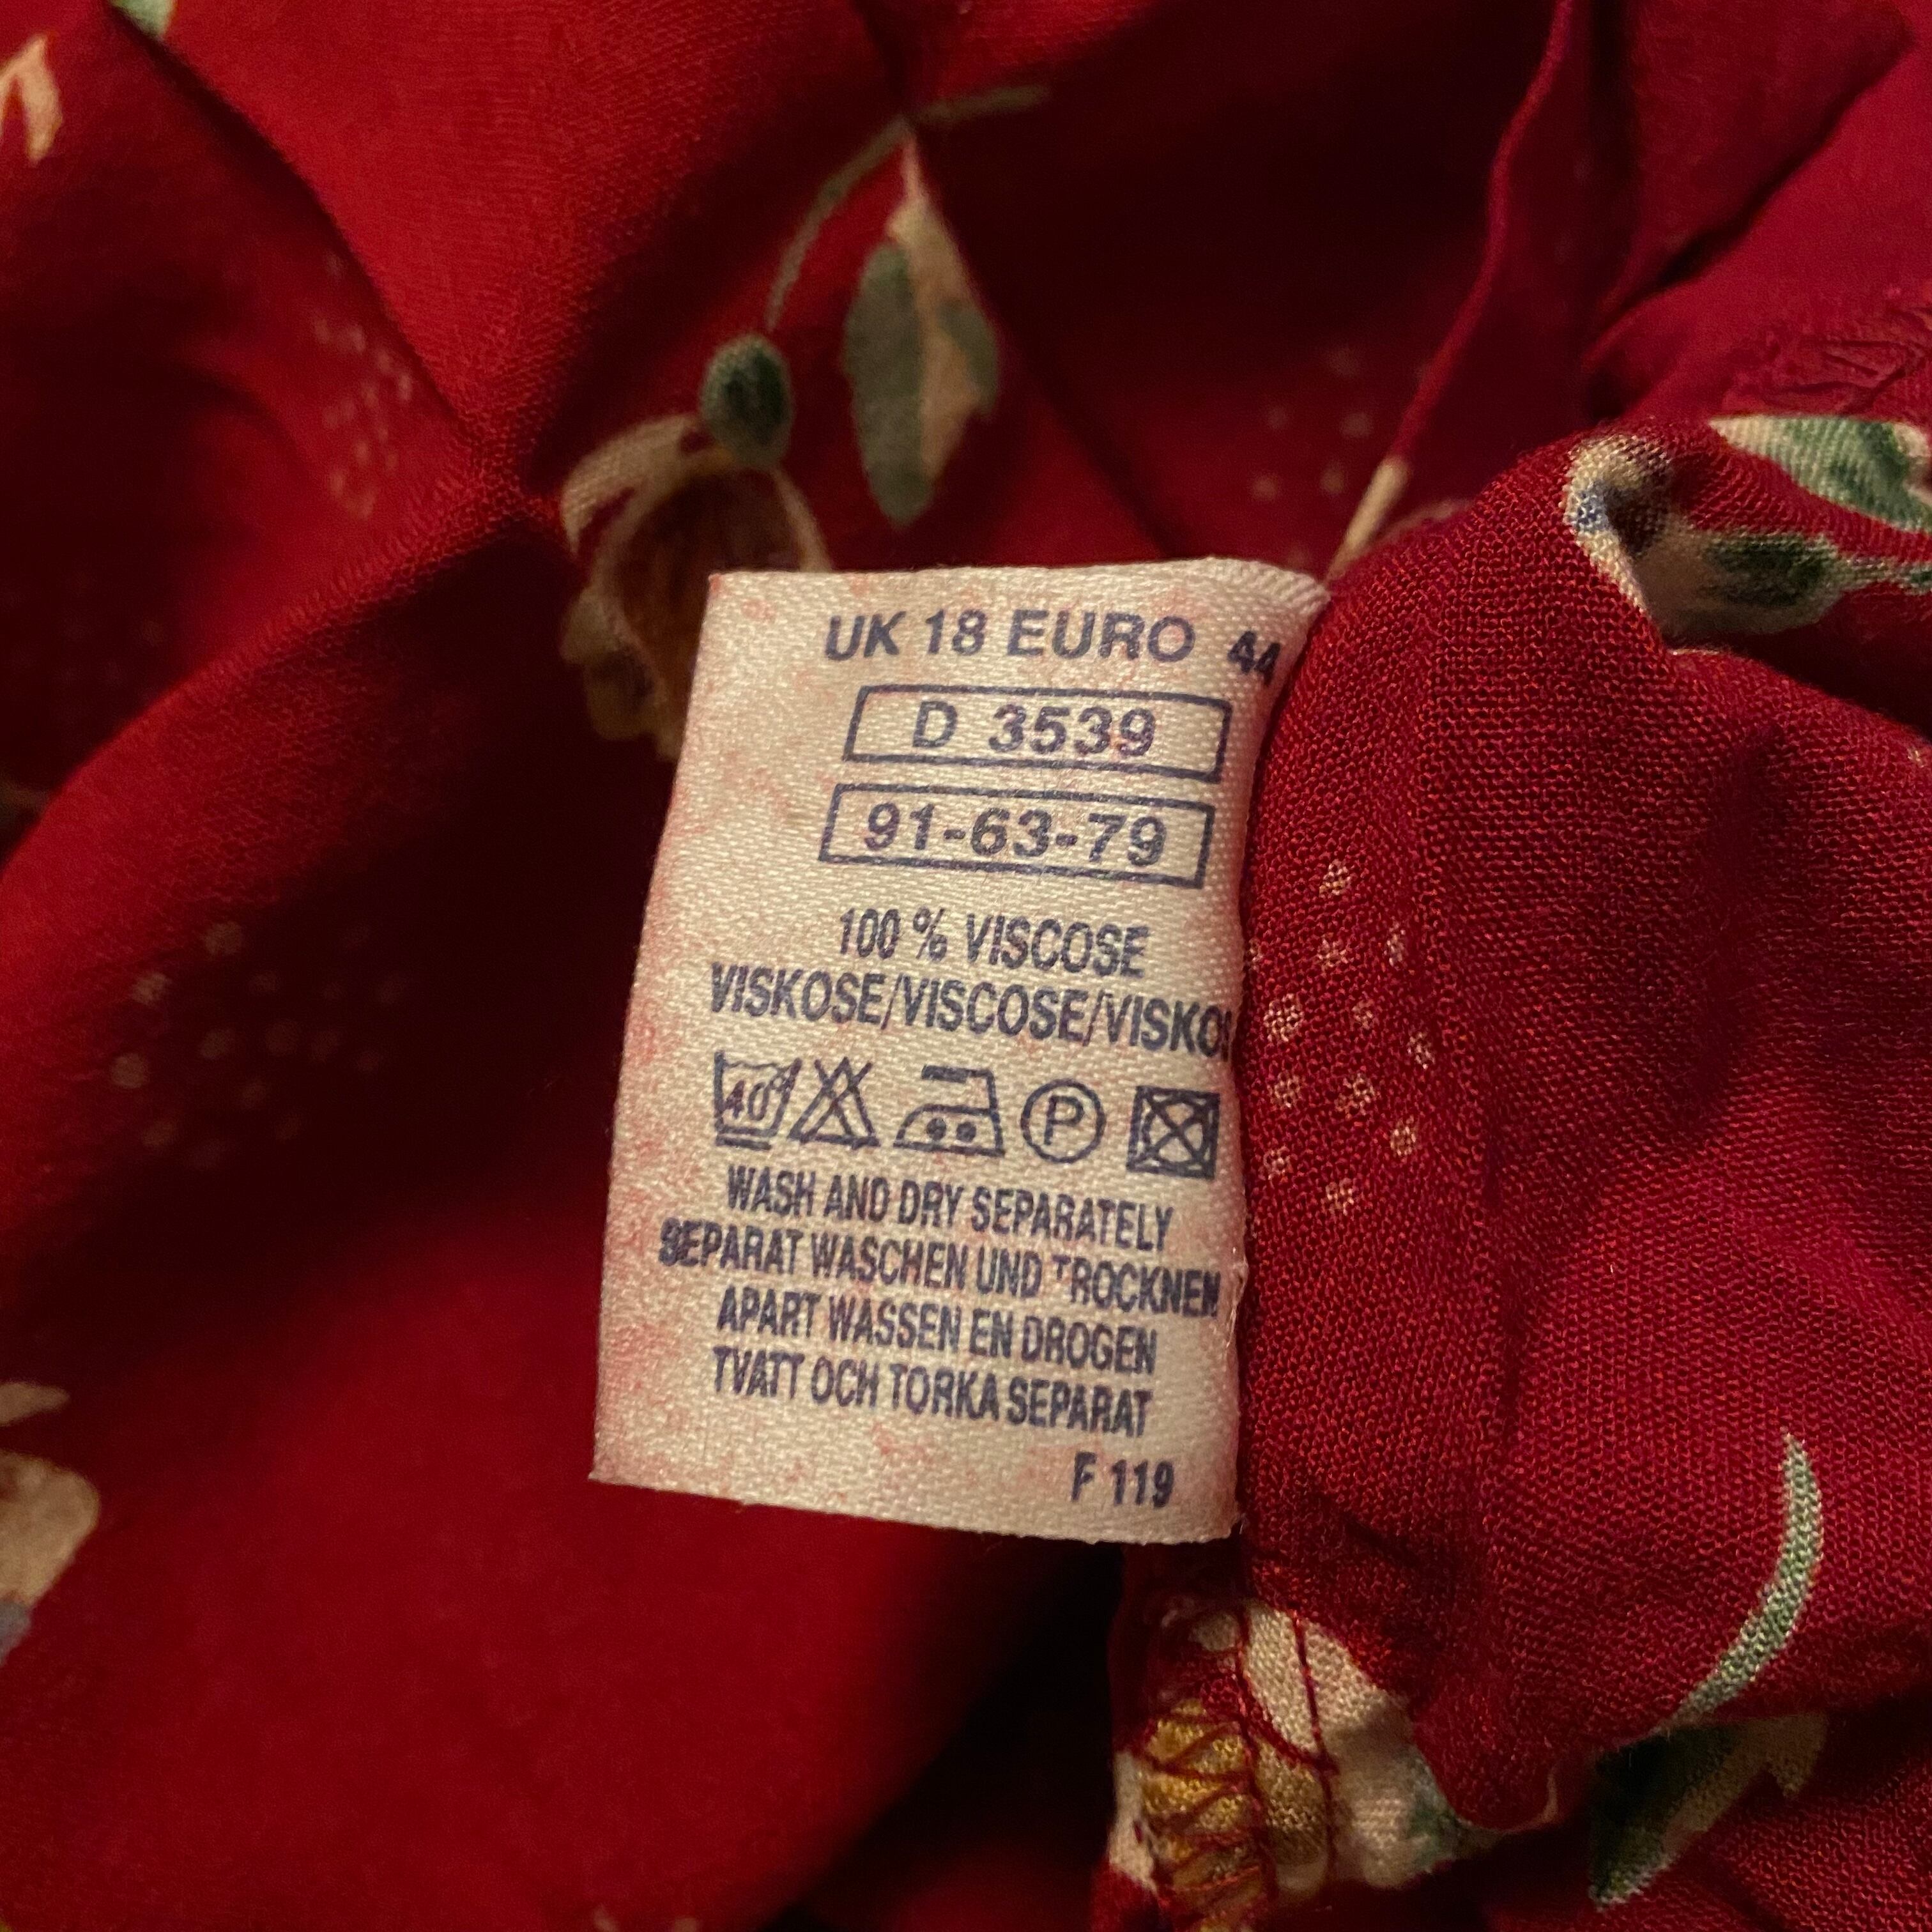 UK 18 EURO 44
D 3539
91-63-79
100 % VISCOSE
VISKOSE/VISCOSE/VISKOS
40 P
WASH AND DRY SEPARATELY
SEPARAT WASCHEN UND TROCKNEN
APART WASSEN EN DROGEN
TVATT OCH TORKA SEPARAT
F 119